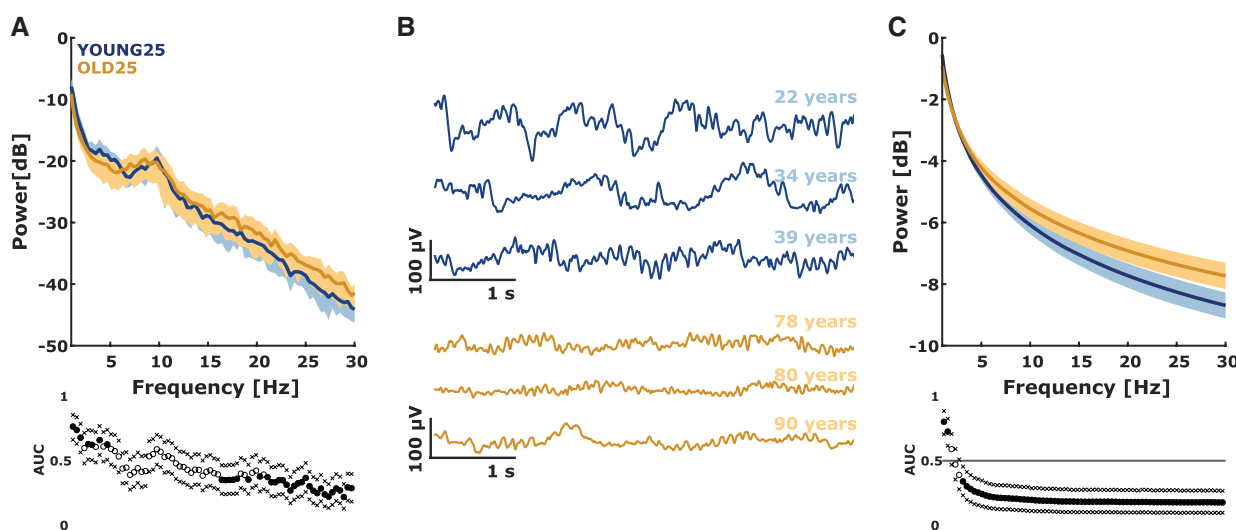 A
0
-10
-20
-30
-40
-50
Power[dB]
YOUNG25
OLD25
5 10 15 20 25 30
Frequency [Hz]
1
0.5
0
AUC
B
22 years
34 years
39 years
100 µV
1 s
78 years
80 years
90 years
100 µV
1 s
C
0
-2
-4
-6
-8
-10
Power [dB]
5 10 15 20 25 30
Frequency [Hz]
1
0.5
0
AUC